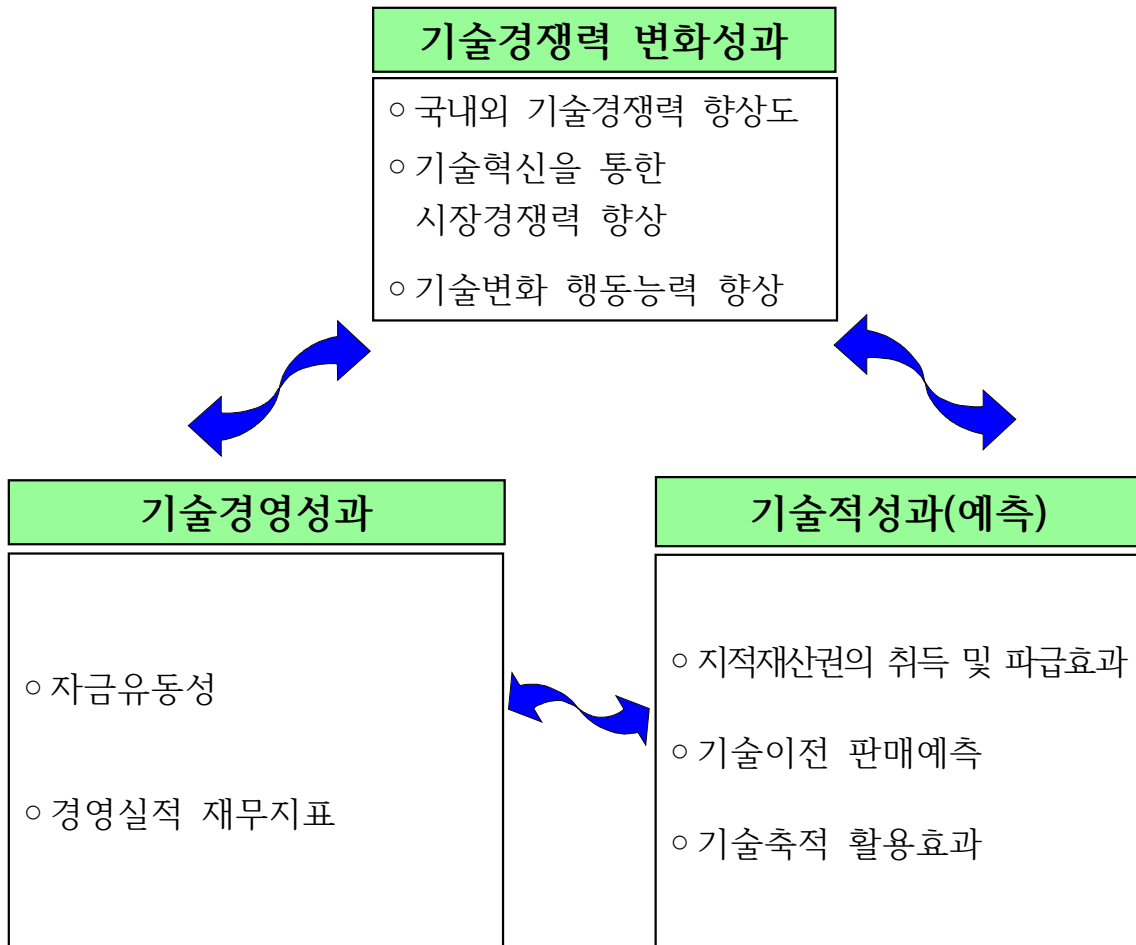 기술경쟁력 변화성과
○ 국내외 기술경쟁력 향상도
○ 기술혁신을 통한
시장경쟁력 향상
○ 기술변화 행동능력 향상
기술경영성과
○ 자금유동성
○ 경영실적 재무지표
기술적성과(예측)
○ 지적재산권의 취득 및 파급효과
○ 기술이전 판매예측
○ 기술축적 활용효과